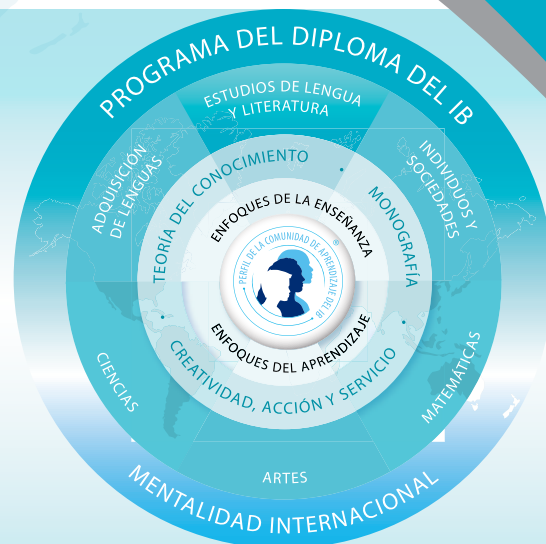 PROGRAMA DEL DIPLOMA DEL IB
ESTUDIOS DE LENGUA
Y LITERATURA
ADQUISICIÓN
DE LENGUAS
INDIVIDUOS Y
SOCIEDADES
TEORÍA DEL CONOCIMIENTO
MONOGRAFÍA
ENFOQUES DE LA ENSEÑANZA
PERFIL DE LA COMUNIDAD DE APRENDIZAJE DEL IB
®
ENFOQUES DEL APRENDIZAJE
CREATIVIDAD, ACCIÓN Y SERVICIO
CIENCIAS
MATEMÁTICAS
ARTES
MENTALIDAD INTERNACIONAL